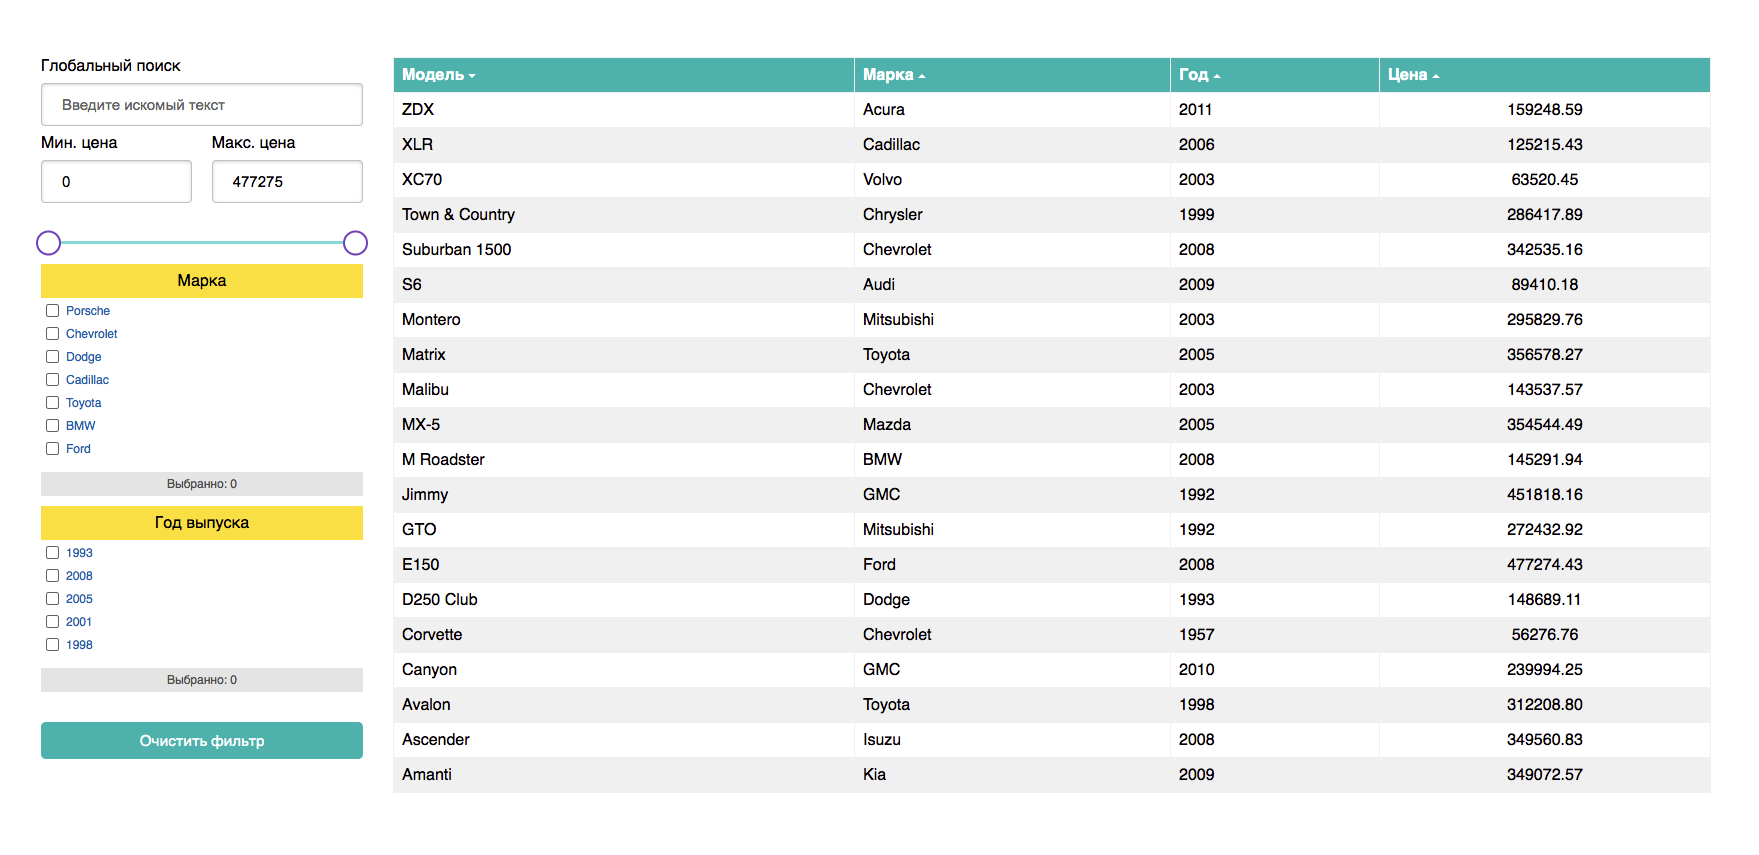 Глобальный поиск
Введите искомый текст
Мин. цена Макс. цена
0 477275
Марка
Porsche
Chevrolet
Dodge
Cadillac
Toyota
BMW
Ford
Выбранно: 0
Год выпуска
1993
2008
2005
2001
1998
Выбранно: 0
Очистить фильтр
Модель Марка Год Цена
ZDX Acura 2011 159248.59
XLR Cadillac 2006 125215.43
XC70 Volvo 2003 63520.45
Town & Country Chrysler 1999 286417.89
Suburban 1500 Chevrolet 2008 342535.16
S6 Audi 2009 89410.18
Montero Mitsubishi 2003 295829.76
Matrix Toyota 2005 356578.27
Malibu Chevrolet 2003 143537.57
MX-5 Mazda 2005 354544.49
M Roadster BMW 2008 145291.94
Jimmy GMC 1992 451818.16
GTO Mitsubishi 1992 272432.92
E150 Ford 2008 477274.43
D250 Club Dodge 1993 148689.11
Corvette Chevrolet 1957 56276.76
Canyon GMC 2010 239994.25
Avalon Toyota 1998 312208.80
Ascender Isuzu 2008 349560.83
Amanti Kia 2009 349072.57